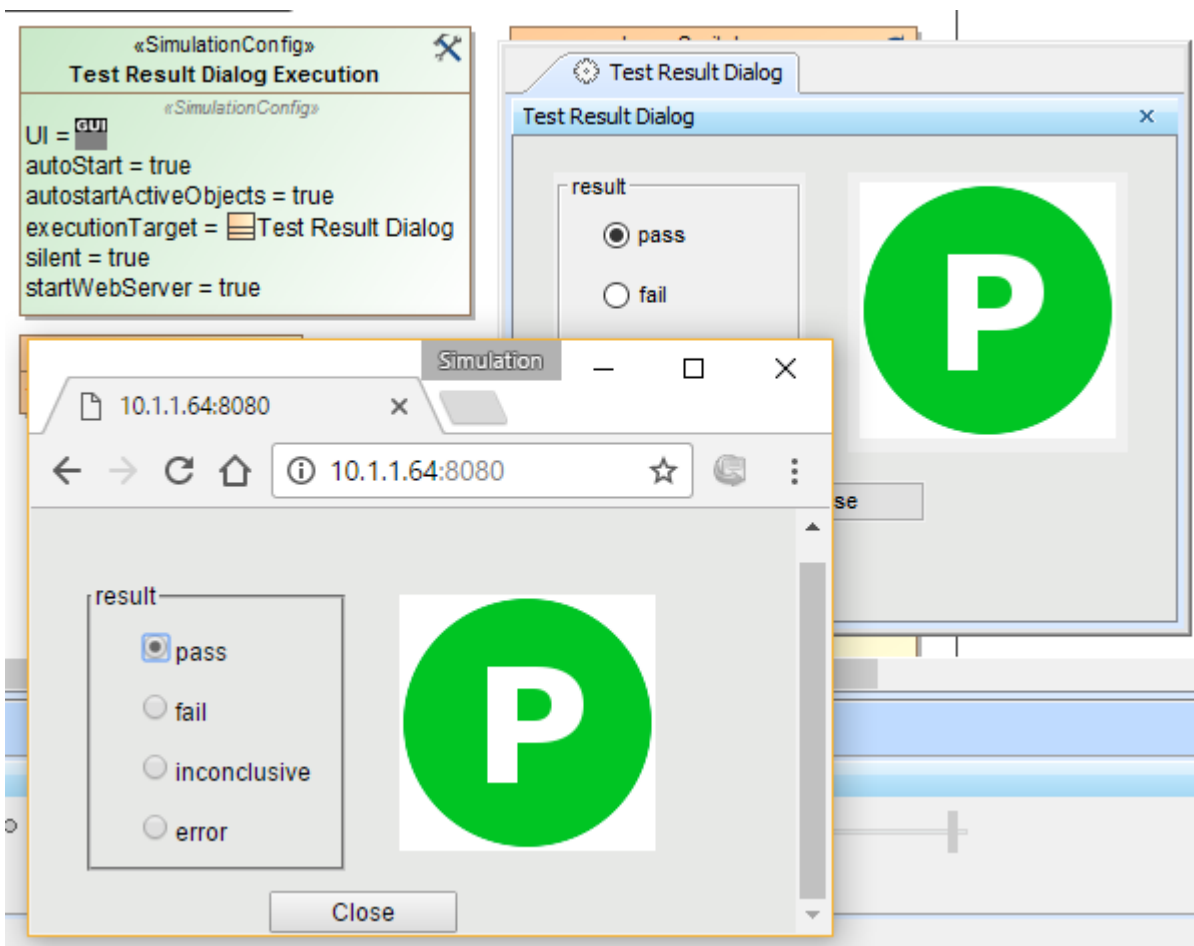 «SimulationConfig»
Test Result Dialog Execution
«SimulationConfig»
UI = GUI
autoStart = true
autostartActiveObjects = true
executionTarget = Test Result Dialog
silent = true
startWebServer = true
Test Result Dialog
Test Result Dialog
result
pass
fail
P
se
Simulation
10.1.1.64:8080
10.1.1.64:8080
result
pass
fail
inconclusive
error
P
Close